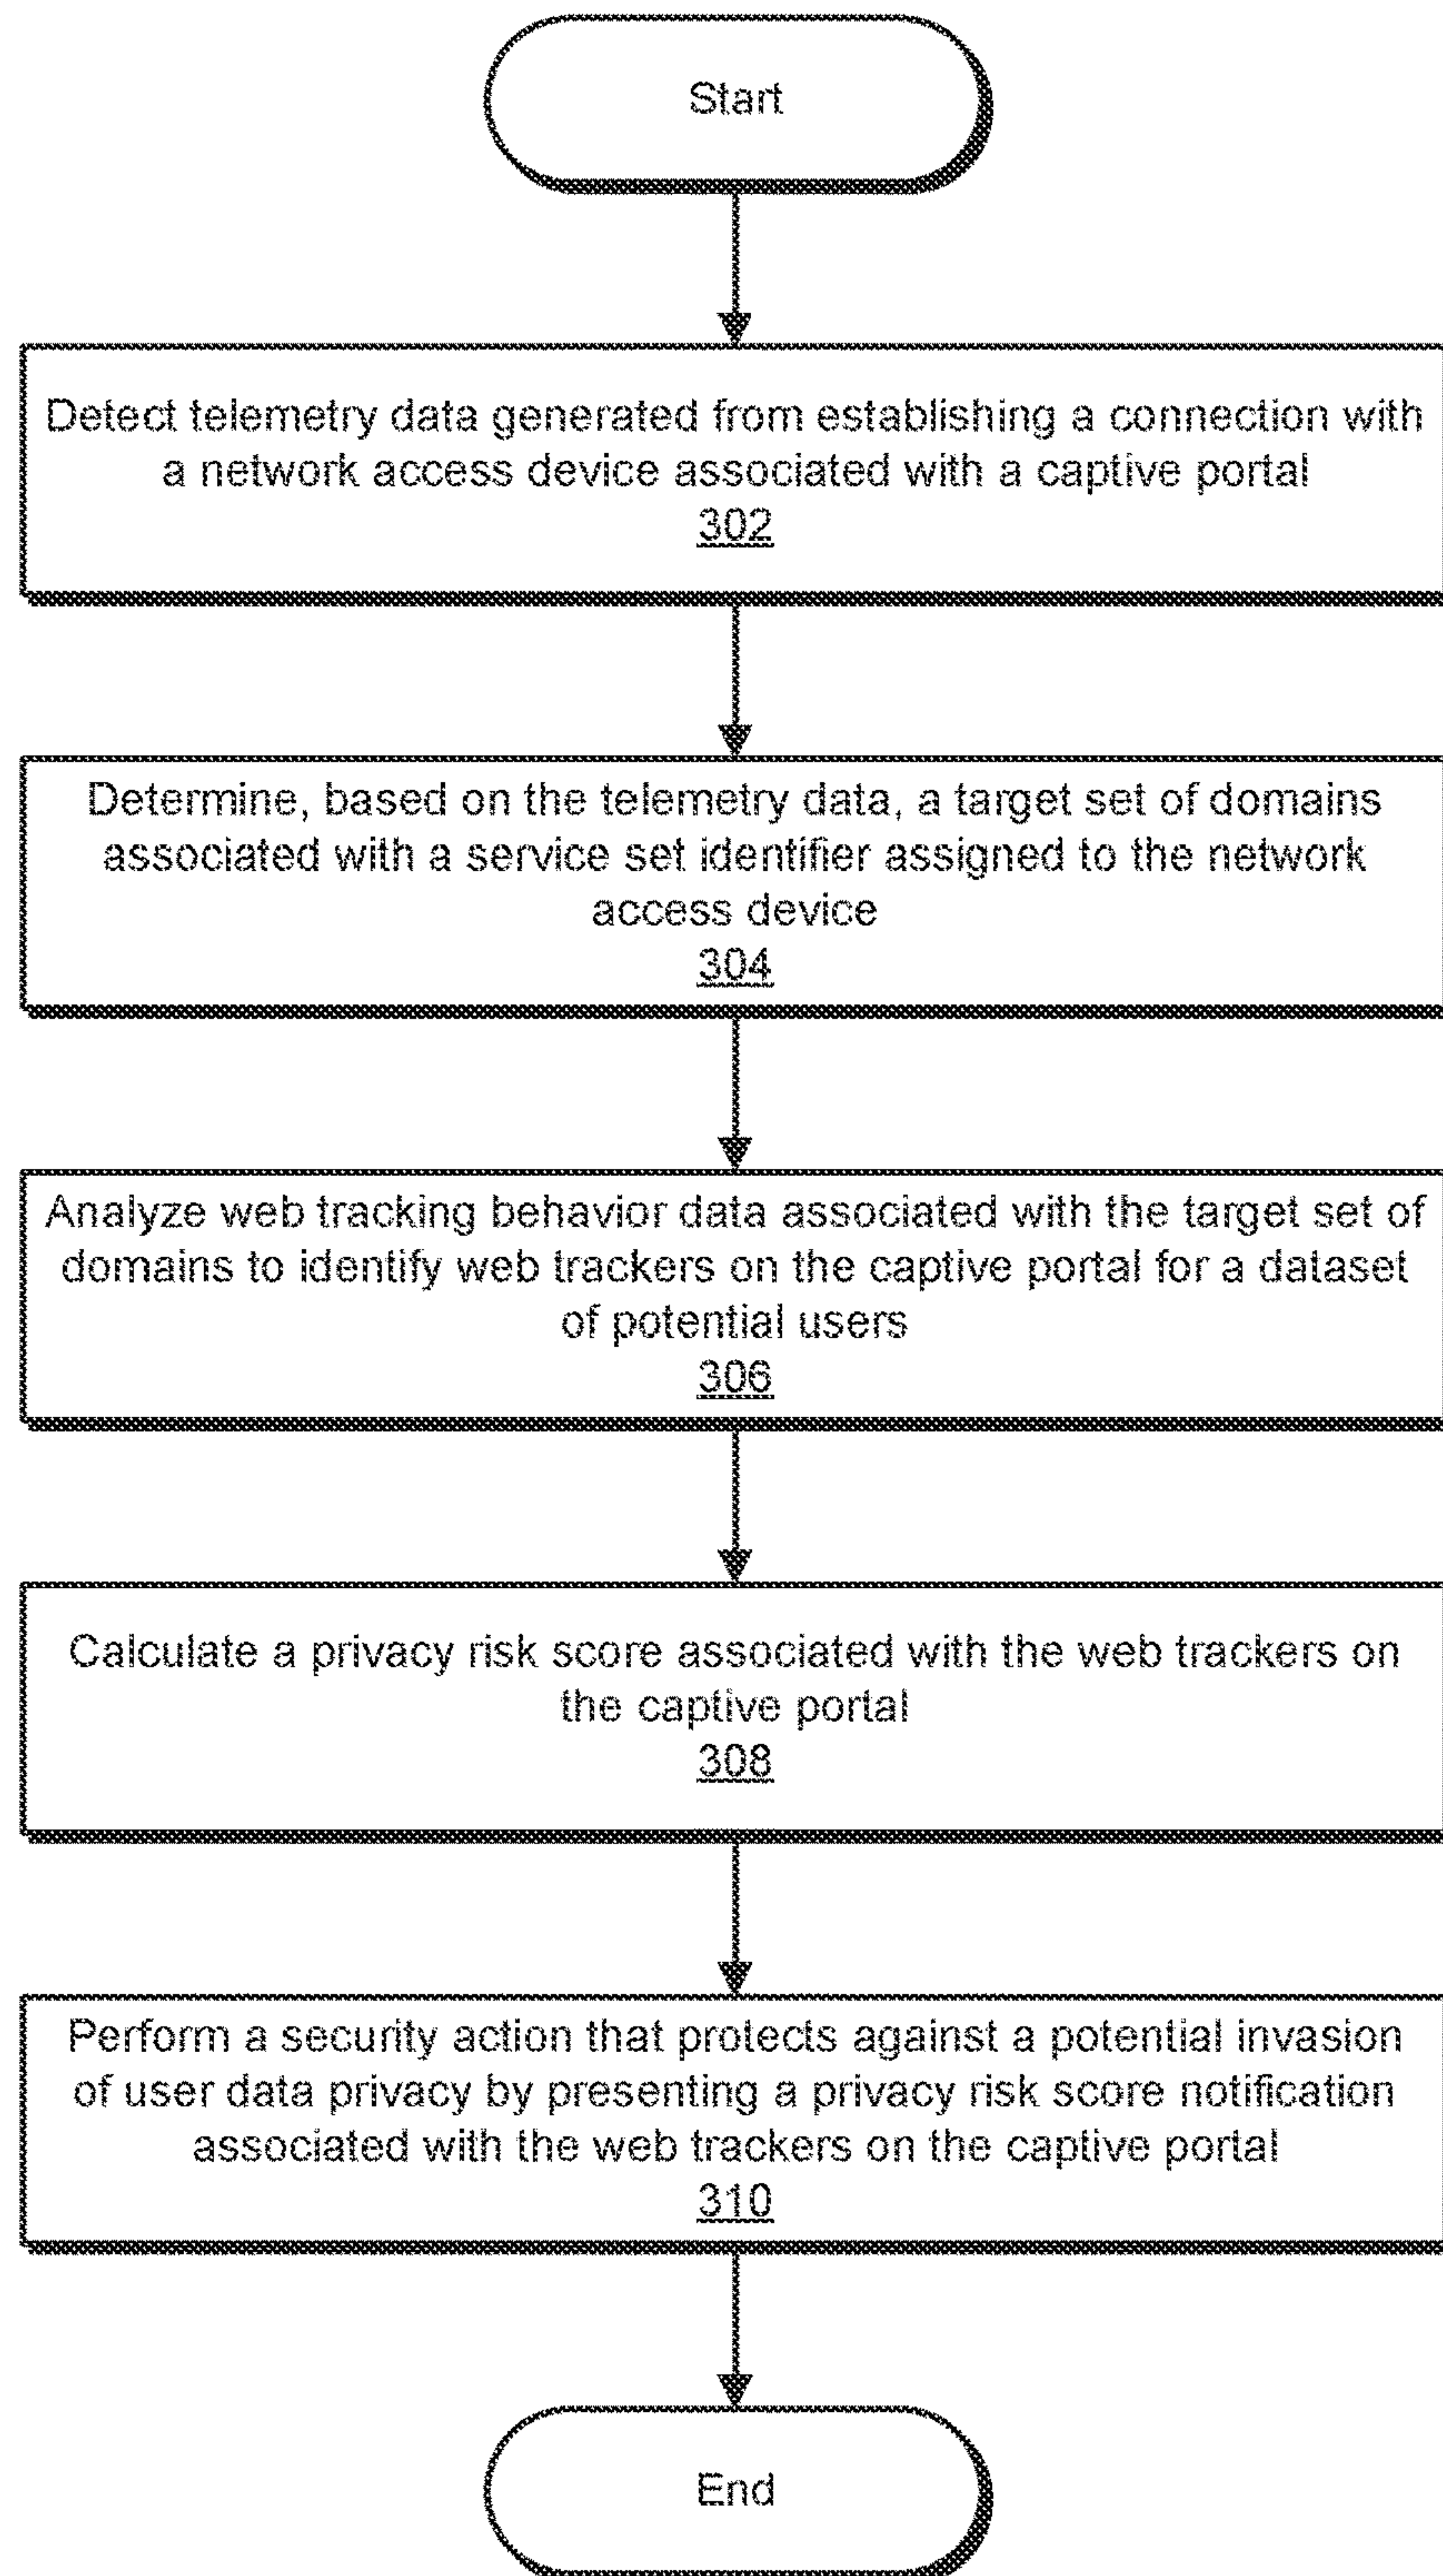 Start
Detect telemetry data generated from establishing a connection with
a network access device associated with a captive portal
302
Determine, based on the telemetry data, a target set of domains
associated with a service set identifier assigned to the network
access device
304
Analyze web tracking behavior data associated with the target set of
domains to identify web trackers on the captive portal for a dataset
of potential users
306
Calculate a privacy risk score associated with the web trackers on
the captive portal
308
Perform a security action that protects against a potential invasion
of user data privacy by presenting a privacy risk score notification
associated with the web trackers on the captive portal
310
End